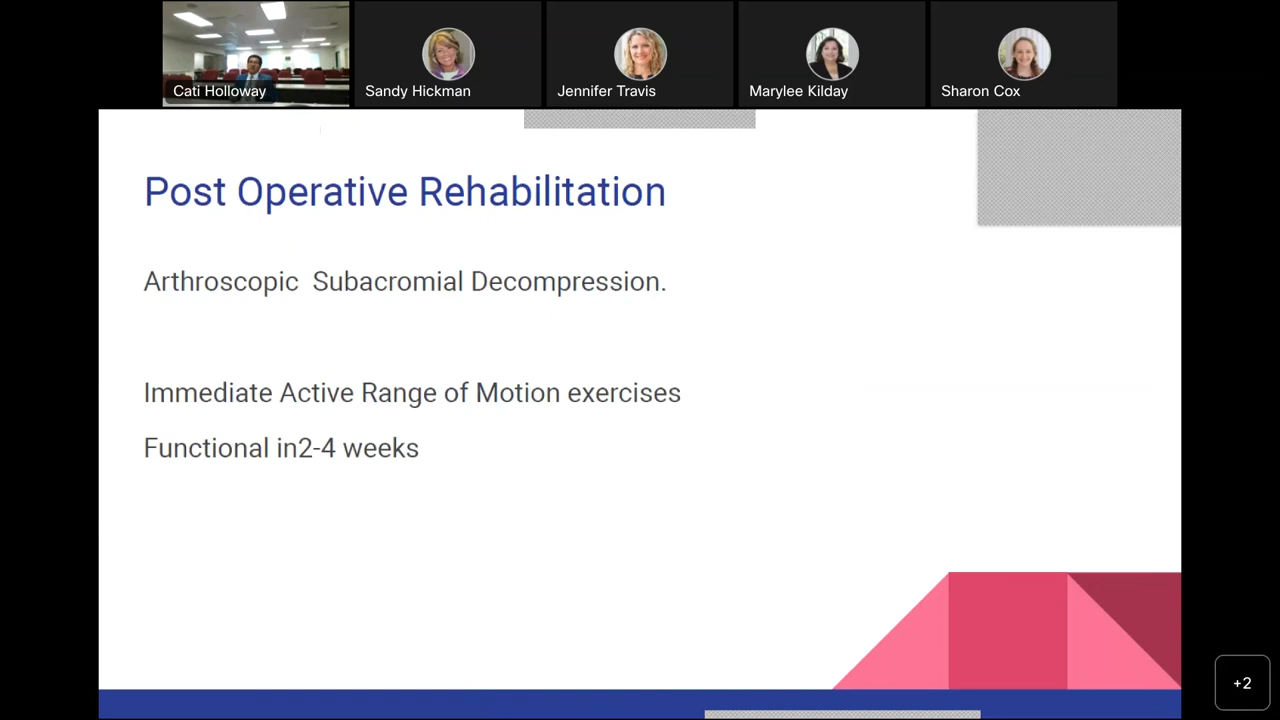 Cati Holloway
Sandy Hickman
Jennifer Travis
Marylee Kilday
Sharon Cox
Post Operative Rehabilitation
Arthroscopic  Subacromial Decompression.
Immediate Active Range of Motion exercises
Functional in2-4 weeks
+2